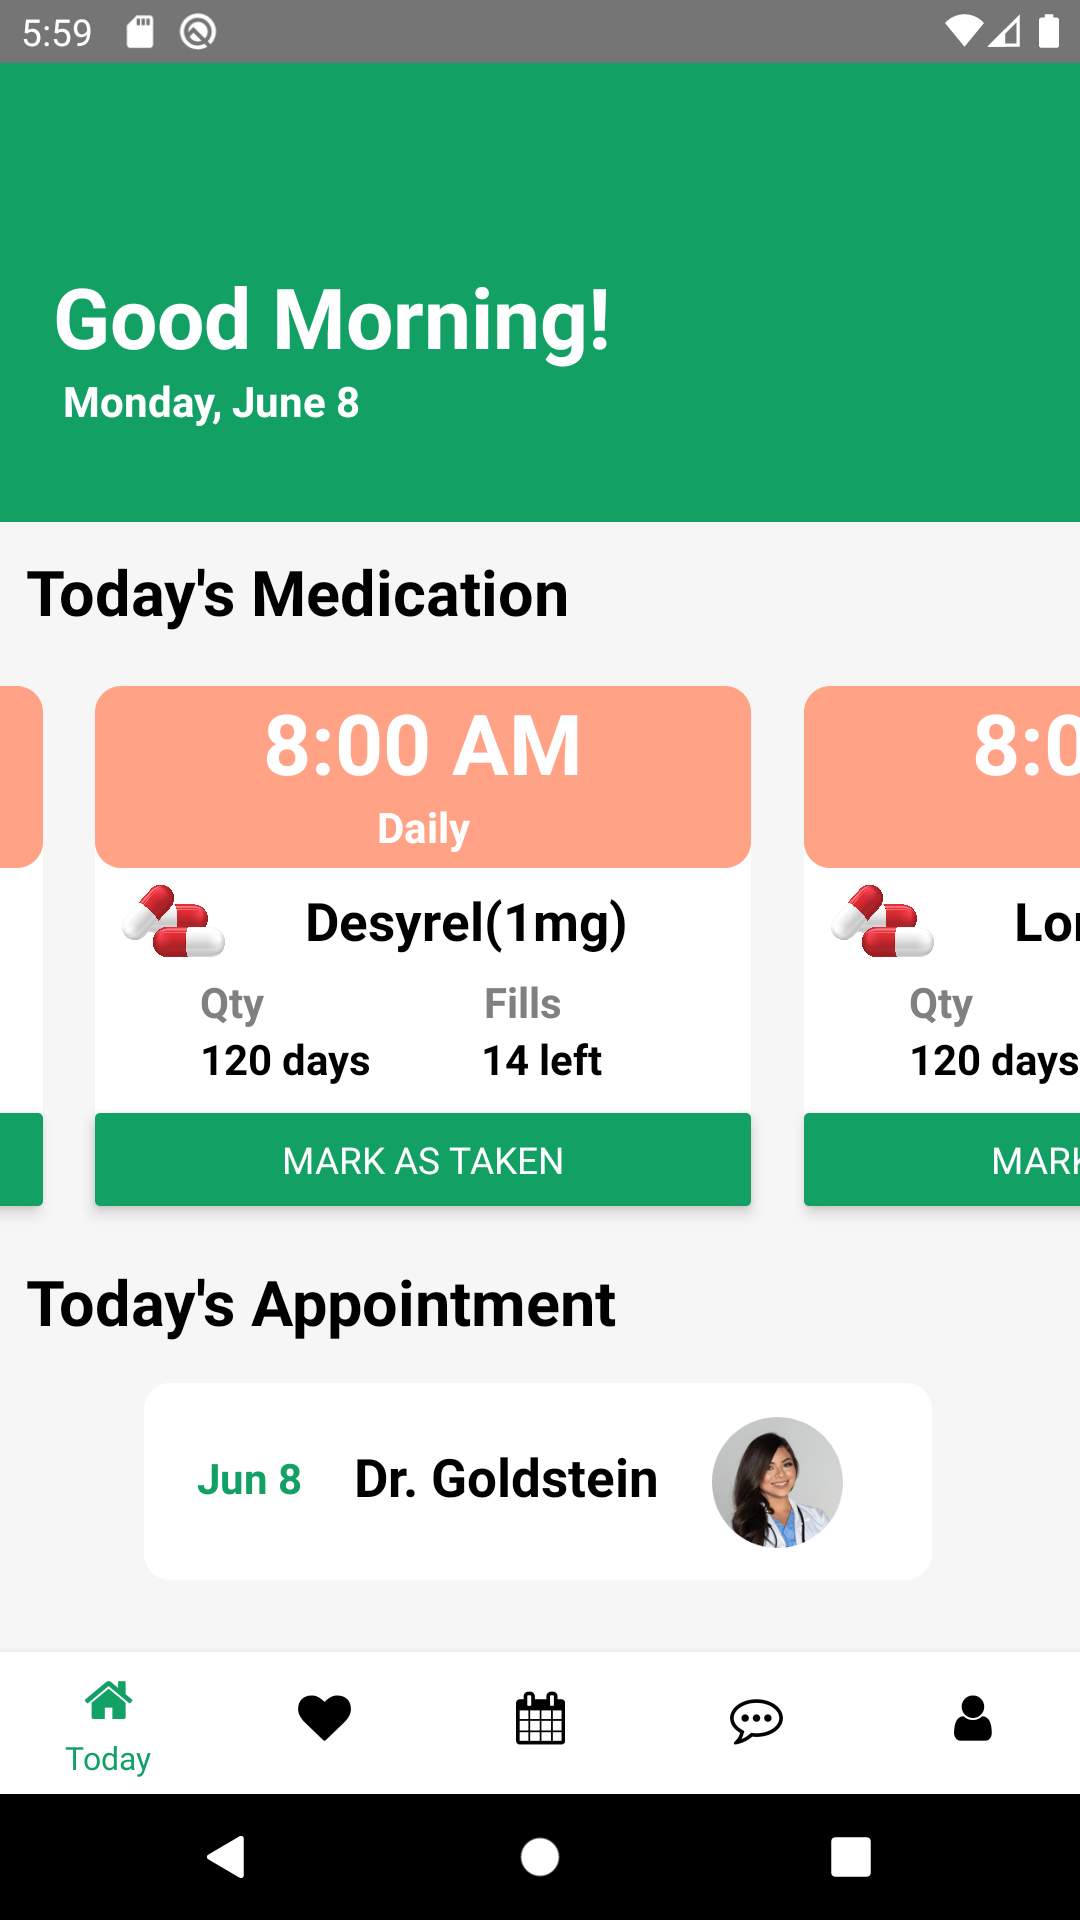 5:59
Good Morning!
Monday, June 8
Today's Medication
8:00 AM
Daily
Desyrel(1mg)
Qty Fills
120 days 14 left
MARK AS TAKEN
8:0
Lor
Qty
120 days
MARK
Today's Appointment
Jun 8 Dr. Goldstein
Today